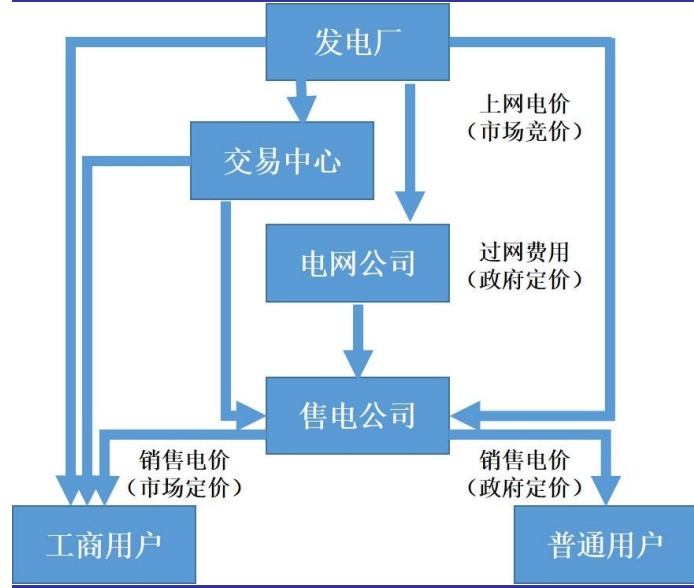 发电厂
上网电价
（市场竞价）
交易中心
电网公司
过网费用
（政府定价）
售电公司
销售电价
（市场定价）
销售电价
（政府定价）
工商用户
普通用户